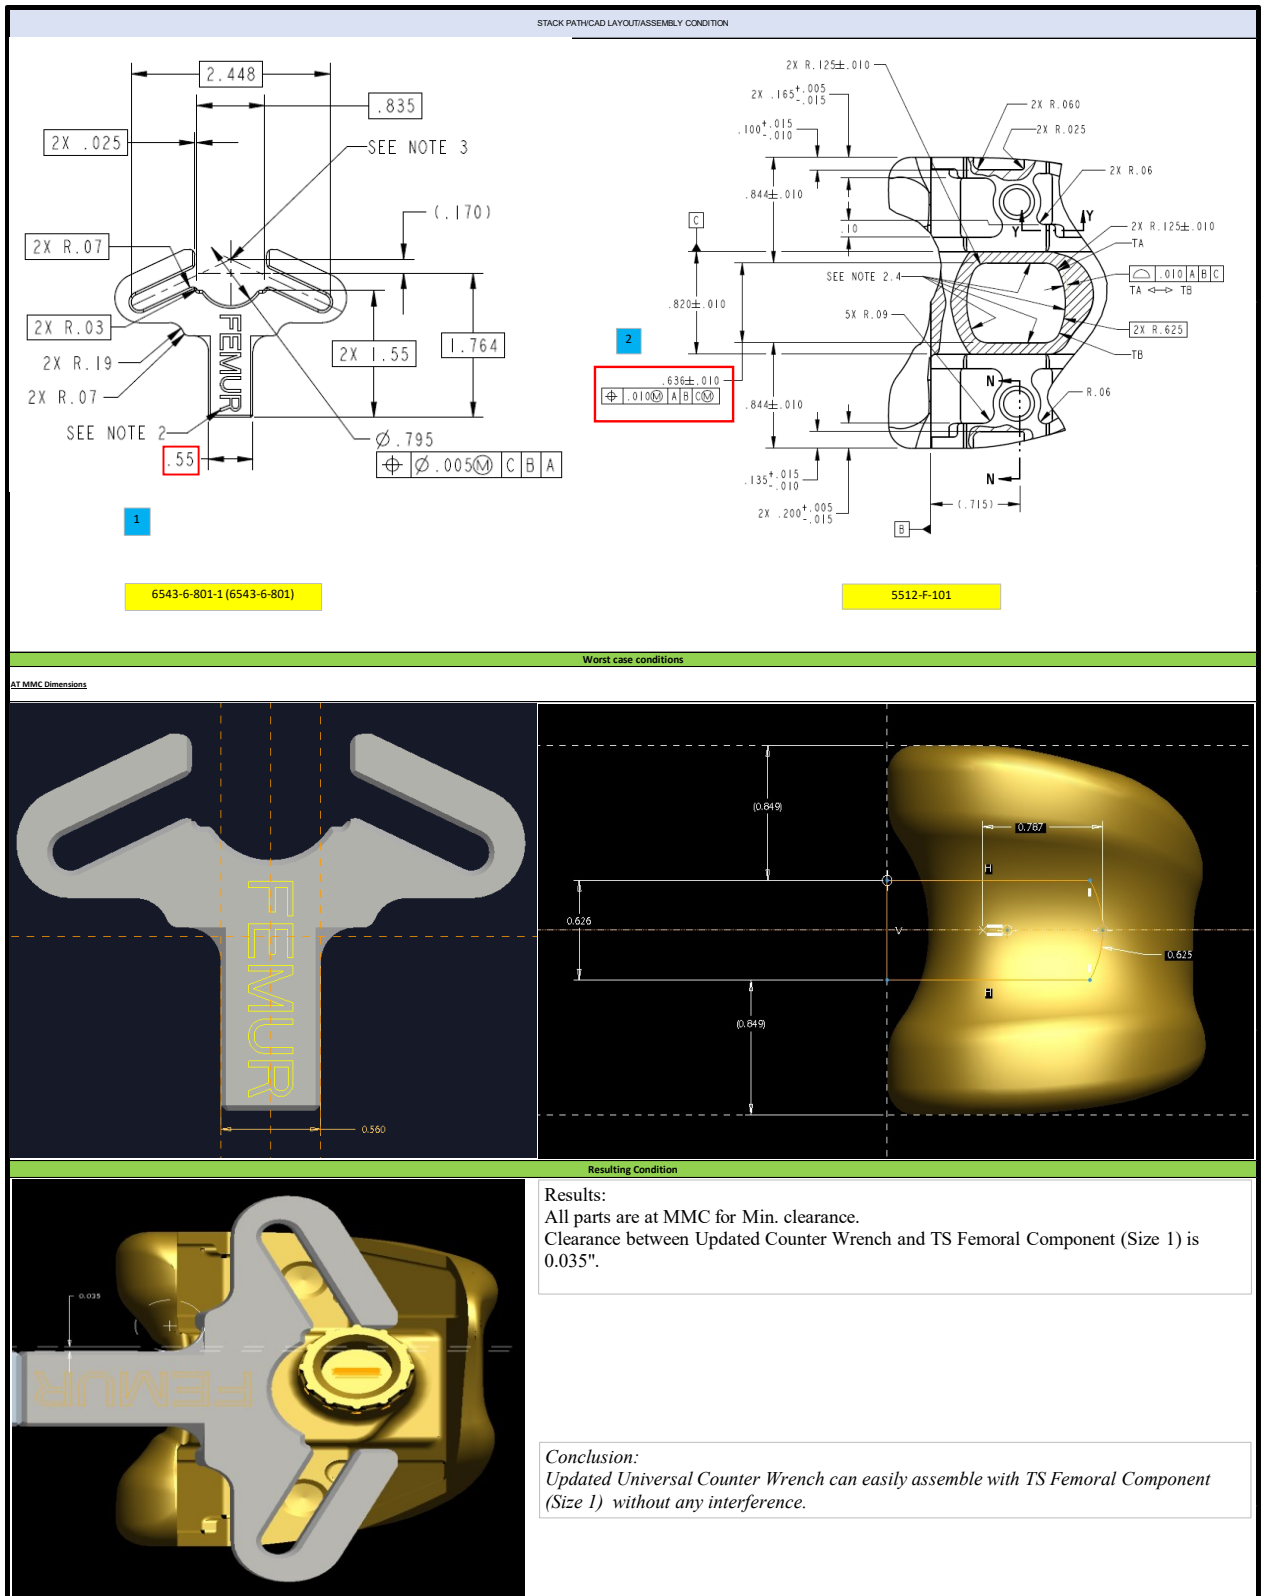 STACK PATH/CAD LAYOUT/ASSEMBLY CONDITION
2.448
.835
2X .025
SEE NOTE 3
(.170)
2X R.07
2X R.03
2X R.19
2X R.07
SEE NOTE 2
.55
FEMUR
2X 1.55
1.764
Ø.795
⌖ Ø.005Ⓜ C B A
1
6543-6-801-1 (6543-6-801)
2X R.125±.010
2X .165 +.005 -.015
.100 +.015 -.010
.844±.010
2X R.060
2X R.025
2X R.06
C
.10
Y Y
2X R.125±.010
TA
⌓ .010 A B C
TA <-> TB
SEE NOTE 2.4
.820±.010
5X R.09
2X R.625
TB
2
.636±.010
⌖ .010Ⓜ A B CⓂ
N
R.06
.844±.010
.135 +.015 -.010
N
2X .200 +.005 -.015
(.715)
B
5512-F-101
Worst case conditions
AT MMC Dimensions
FEMUR
0.560
(0.849)
0.787
H
0.626
V
0.625
H
(0.849)
Resulting Condition
0.035
FEMUR
Results:
All parts are at MMC for Min. clearance.
Clearance between Updated Counter Wrench and TS Femoral Component (Size 1) is
0.035".
Conclusion:
Updated Universal Counter Wrench can easily assemble with TS Femoral Component
(Size 1) without any interference.